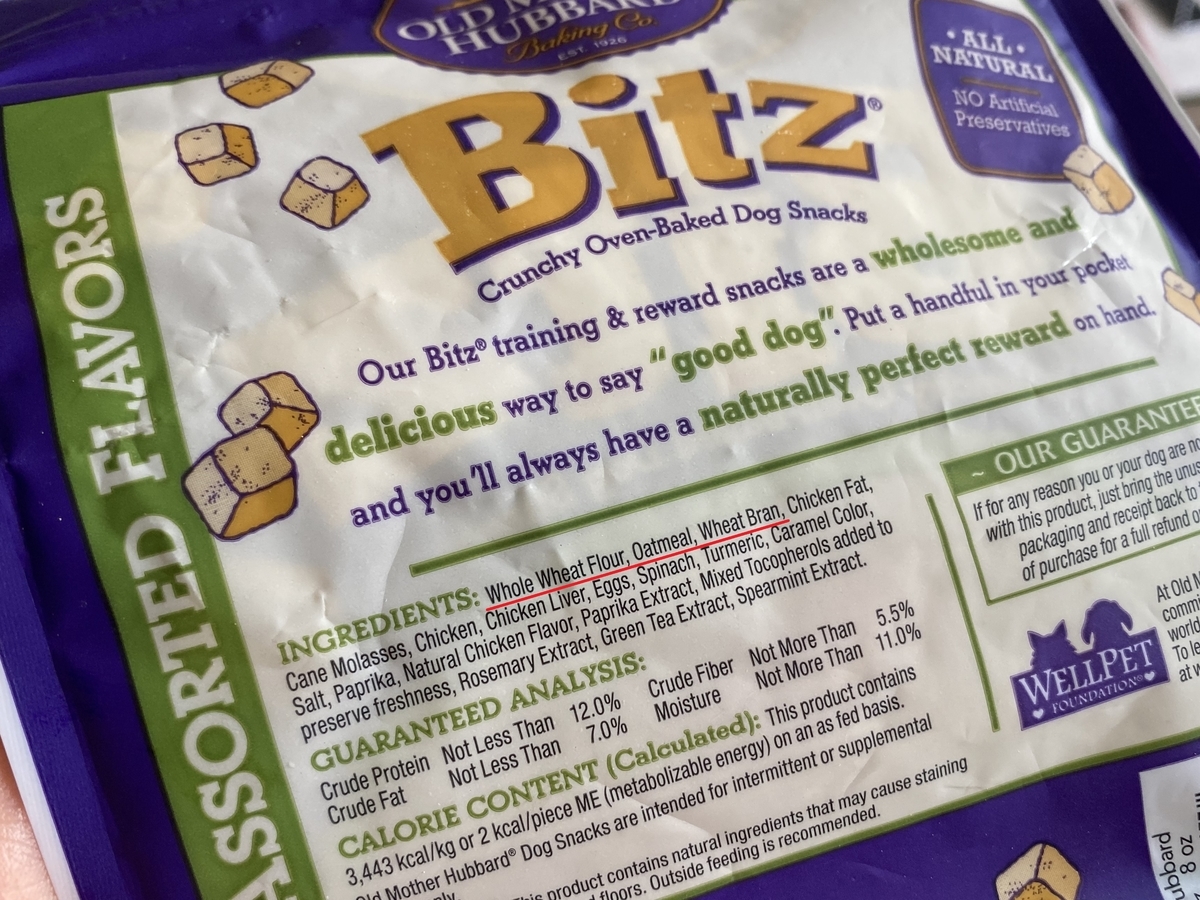 OLD
HUBBARD
Baking Co.
EST. 1926
Bitz®
Crunchy Oven-Baked Dog Snacks
• ALL •
NATURAL
NO Artificial
Preservatives
ASSORTED FLAVORS
Our Bitz® training & reward snacks are a wholesome and
delicious way to say "good dog". Put a handful in your pocket
and you'll always have a naturally perfect reward on hand.
INGREDIENTS: Whole Wheat Flour, Oatmeal, Wheat Bran, Chicken Fat,
Cane Molasses, Chicken, Chicken Liver, Eggs, Spinach, Turmeric, Caramel Color,
Salt, Paprika, Natural Chicken Flavor, Paprika Extract, Mixed Tocopherols added to
preserve freshness, Rosemary Extract, Green Tea Extract, Spearmint Extract.
GUARANTEED ANALYSIS:
Crude Protein Not Less Than 12.0% Crude Fiber Not More Than 5.5%
Crude Fat Not Less Than 7.0% Moisture Not More Than 11.0%
CALORIE CONTENT (Calculated): This product contains
3,443 kcal/kg or 2 kcal/piece ME (metabolizable energy) on an as fed basis.
Old Mother Hubbard® Dog Snacks are intended for intermittent or supplemental
This product contains natural ingredients that may cause staining
floors. Outside feeding is recommended.
~ OUR GUARANTEE
If for any reason you or your dog are
with this product, just bring the
packaging and receipt back to
of purchase for a full refund
WELLPET
FOUNDATION®
At Old
8 oz